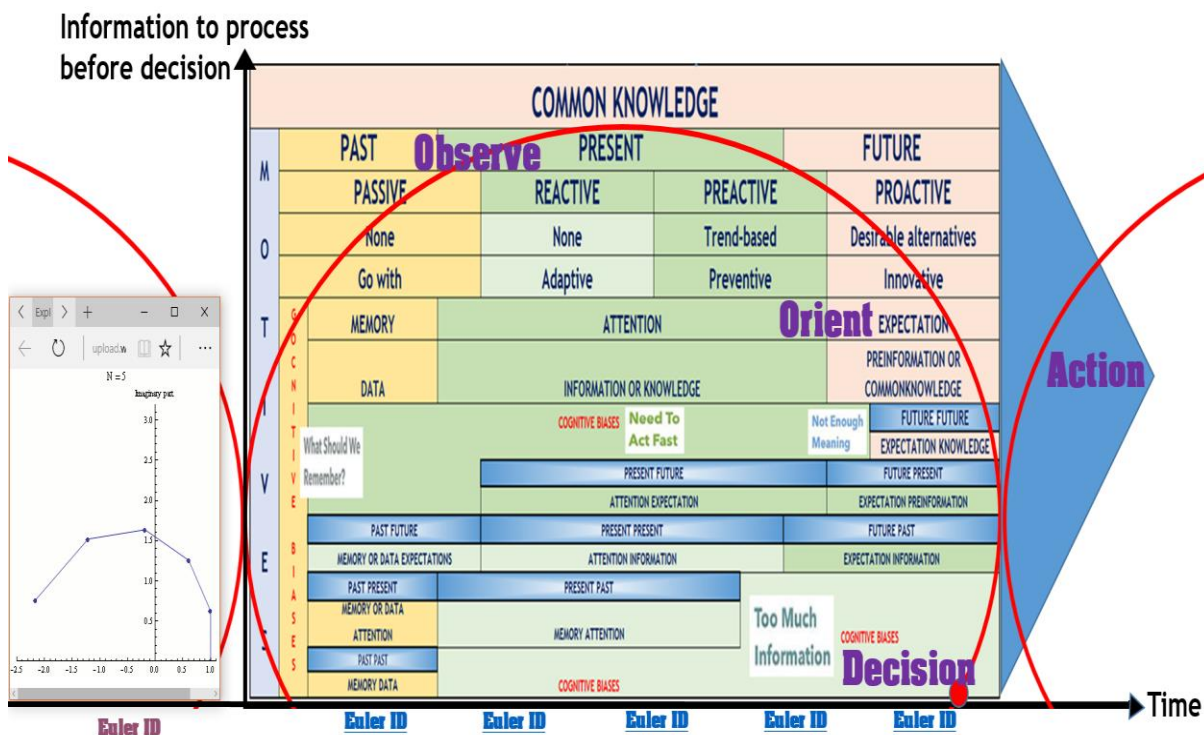 Information to process
before decision
COMMON KNOWLEDGE
M
O
T
I
V
E
S
PAST
Observe
PRESENT
FUTURE
PASSIVE
REACTIVE
PREACTIVE
PROACTIVE
None
None
Trend-based
Desirable alternatives
Go with
Adaptive
Preventive
Innovative
COGNITIVE BIASES
MEMORY
ATTENTION
Orient
EXPECTATION
DATA
INFORMATION OR KNOWLEDGE
PREINFORMATION OR
COMMONKNOWLEDGE
Action
What Should We
Remember?
COGNITIVE BIASES
Need To
Act Fast
Not Enough
Meaning
FUTURE FUTURE
EXPECTATION KNOWLEDGE
PRESENT FUTURE
FUTURE PRESENT
ATTENTION EXPECTATION
EXPECTATION PREINFORMATION
PAST FUTURE
PRESENT PRESENT
FUTURE PAST
MEMORY OR DATA EXPECTATIONS
ATTENTION INFORMATION
EXPECTATION INFORMATION
PAST PRESENT
PRESENT PAST
MEMORY OR DATA
ATTENTION
MEMORY ATTENTION
Too Much
Information
COGNITIVE BIASES
Decision
PAST PAST
MEMORY DATA
COGNITIVE BIASES
Time
Expl
upload.w
N = 5
Imaginary part
3.0
2.5
2.0
1.5
1.0
0.5
-2.5 -2.0 -1.5 -1.0 -0.5 0.0 0.5 1.0
Euler ID
Euler ID
Euler ID
Euler ID
Euler ID
Euler ID